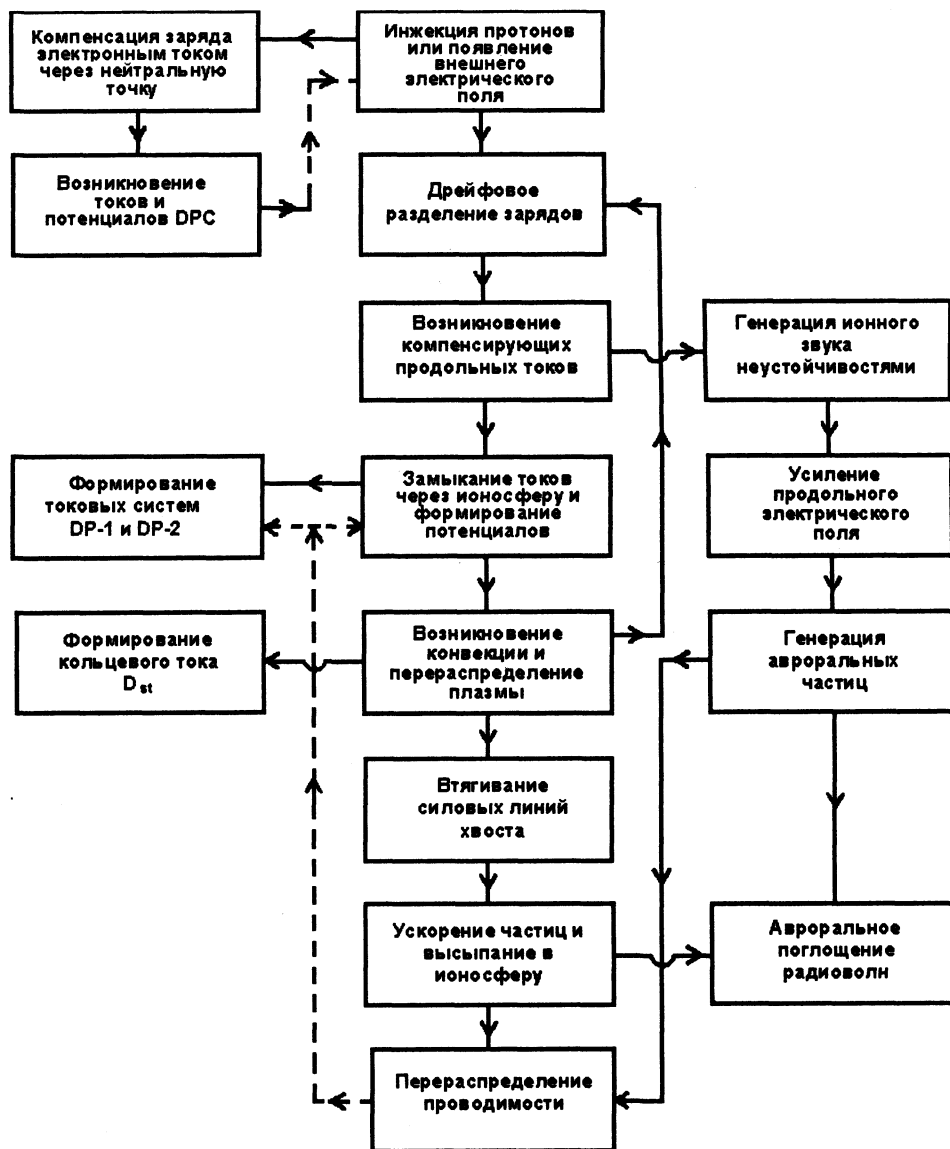 Компенсация заряда
электронным током
через нейтральную
точку
Инжекция протонов
или появление
внешнего
электрического
поля
Возникновение
токов и
потенциалов DPC
Дрейфовое
разделение зарядов
Возникновение
компенсирующих
продольных токов
Генерация ионного
звука
неустойчивостями
Формирование
токовых систем
DP-1 и DP-2
Замыкание токов
через ионосферу и
формирование
потенциалов
Усиление
продольного
электрического
поля
Формирование
кольцевого тока
Dst
Возникновение
конвекции и
перераспределение
плазмы
Генерация
авроральных
частиц
Втягивание
силовых линий
хвоста
Ускорение частиц и
высыпание в
ионосферу
Авроральное
поглощение
радиоволн
Перераспределение
проводимости